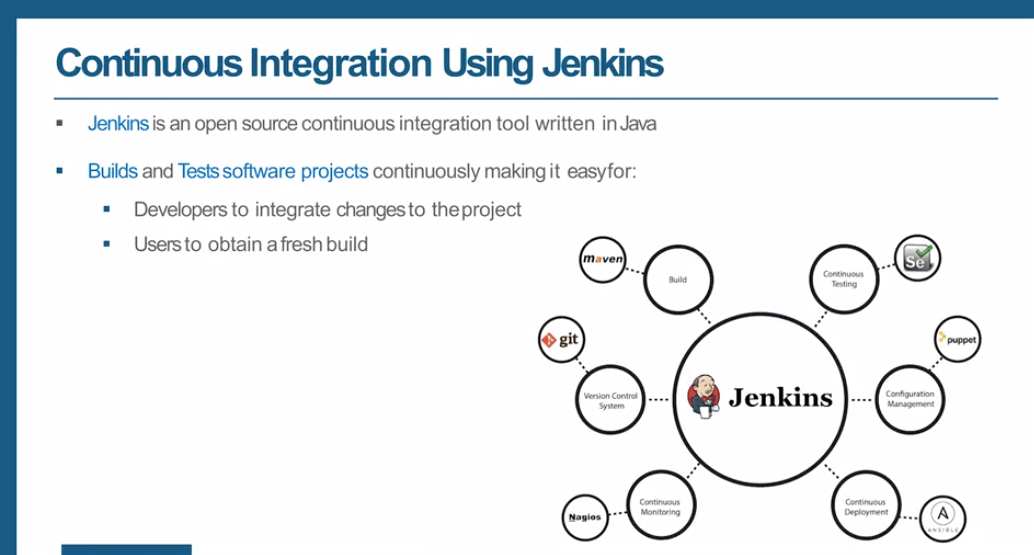 Continuous Integration Using Jenkins
Jenkins is an open source continuous integration tool written in Java
Builds and Tests software projects continuously making it easy for:
Developers to integrate changes to the project
Users to obtain a fresh build
maven
Build
Continuous
Testing
Se
git
puppet
Version Control
System
Jenkins
Configuration
Management
Nagios
Continuous
Monitoring
Continuous
Deployment
A
ANSIBLE